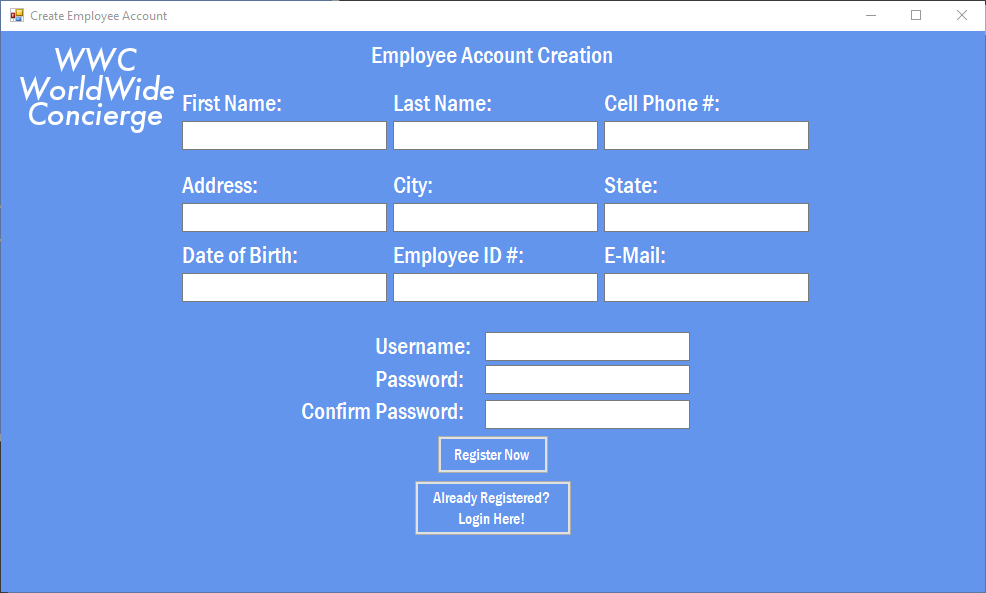 Create Employee Account
WWC
WorldWide
Concierge
Employee Account Creation
First Name:
Last Name:
Cell Phone #:
Address:
City:
State:
Date of Birth:
Employee ID #:
E-Mail:
Username:
Password:
Confirm Password:
Register Now
Already Registered?
Login Here!